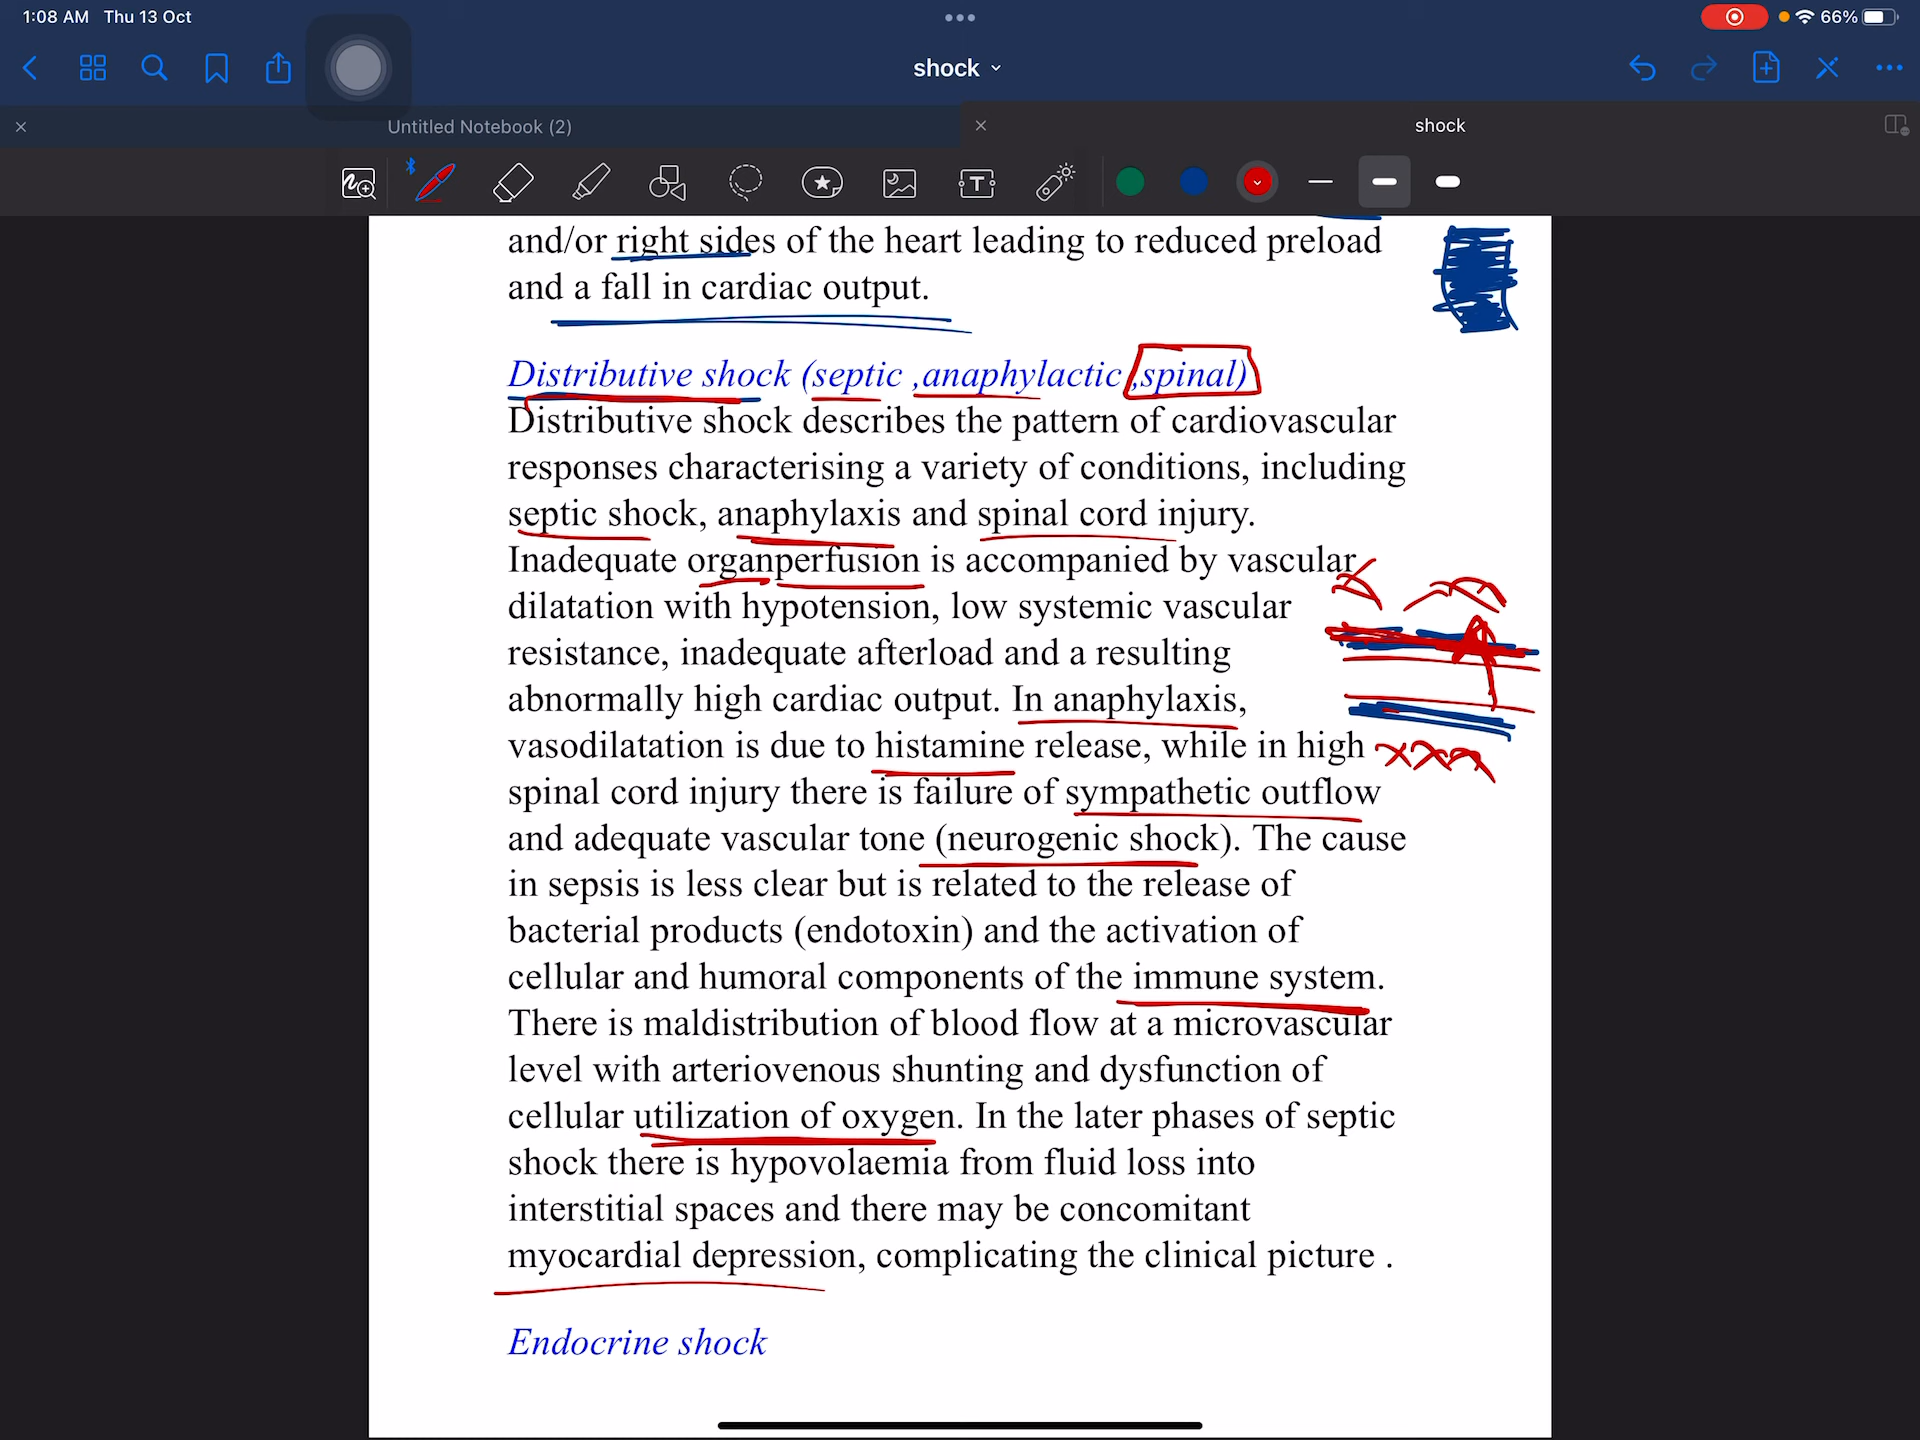 1:08 AM Thu 13 Oct
66%
shock
Untitled Notebook (2)
shock
and/or right sides of the heart leading to reduced preload
and a fall in cardiac output.
Distributive shock (septic ,anaphylactic ,spinal)
Distributive shock describes the pattern of cardiovascular
responses characterising a variety of conditions, including
septic shock, anaphylaxis and spinal cord injury.
Inadequate organperfusion is accompanied by vascular
dilatation with hypotension, low systemic vascular
resistance, inadequate afterload and a resulting
abnormally high cardiac output. In anaphylaxis,
vasodilatation is due to histamine release, while in high
spinal cord injury there is failure of sympathetic outflow
and adequate vascular tone (neurogenic shock). The cause
in sepsis is less clear but is related to the release of
bacterial products (endotoxin) and the activation of
cellular and humoral components of the immune system.
There is maldistribution of blood flow at a microvascular
level with arteriovenous shunting and dysfunction of
cellular utilization of oxygen. In the later phases of septic
shock there is hypovolaemia from fluid loss into
interstitial spaces and there may be concomitant
myocardial depression, complicating the clinical picture .
Endocrine shock